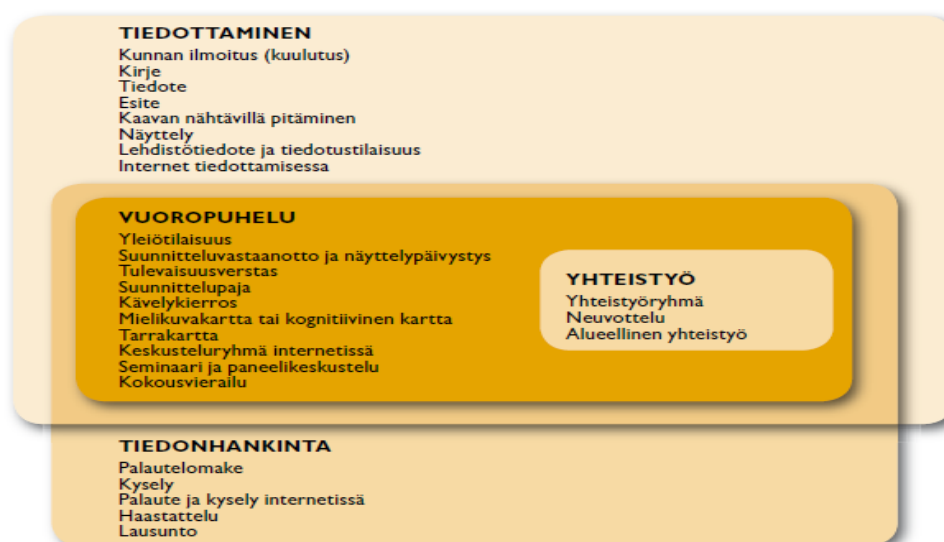 TIEDOTTAMINEN
Kunnan ilmoitus (kuulutus)
Kirje
Tiedote
Esite
Kaavan nähtävillä pitäminen
Näyttely
Lehdistötiedote ja tiedotustilaisuus
Internet tiedottamisessa
VUOROPUHELU
Yleiötilaisuus
Suunnitteluvastaanotto ja näyttelypäivystys
Tulevaisuusverstas
Suunnittelupaja
Kävelykierros
Mielikuvakartta tai kognitiivinen kartta
Tarrakartta
Keskusteluryhmä internetissä
Seminaari ja paneelikeskustelu
Kokousvierailu
YHTEISTYÖ
Yhteistyöryhmä
Neuvottelu
Alueellinen yhteistyö
TIEDONHANKINTA
Palautelomake
Kysely
Palaute ja kysely internetissä
Haastattelu
Lausunto